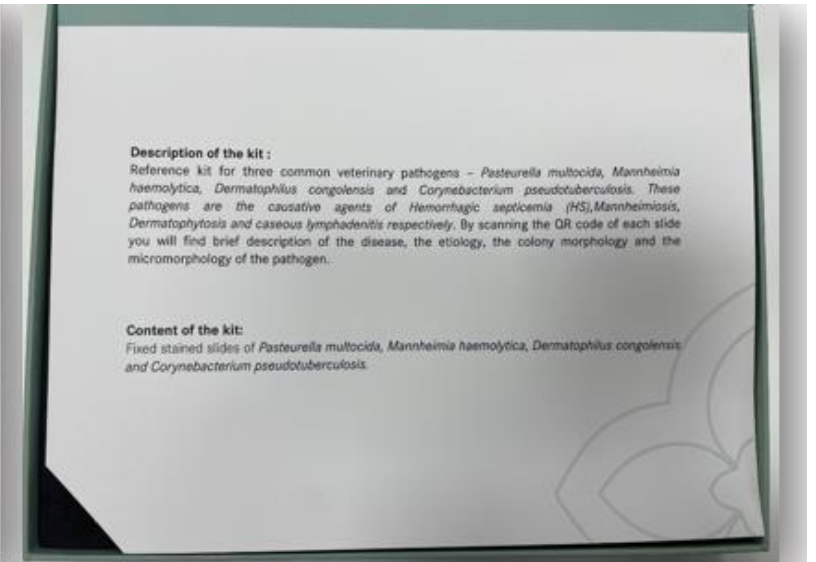 Description of the kit :
Reference kit for three common veterinary pathogens – Pasteurella multocida, Mannheimia
haemolytica, Dermatophilus congolensis and Corynebacterium pseudotuberculosis. These
pathogens are the causative agents of Hemorrhagic septicemia (HS),Mannheimiosis,
Dermatophytosis and caseous lymphadenitis respectively. By scanning the QR code of each slide
you will find brief description of the disease, the etiology, the colony morphology and the
micromorphology of the pathogen.
Content of the kit:
Fixed stained slides of Pasteurella multocida, Mannheimia haemolytica, Dermatophilus congolensis
and Corynebacterium pseudotuberculosis.